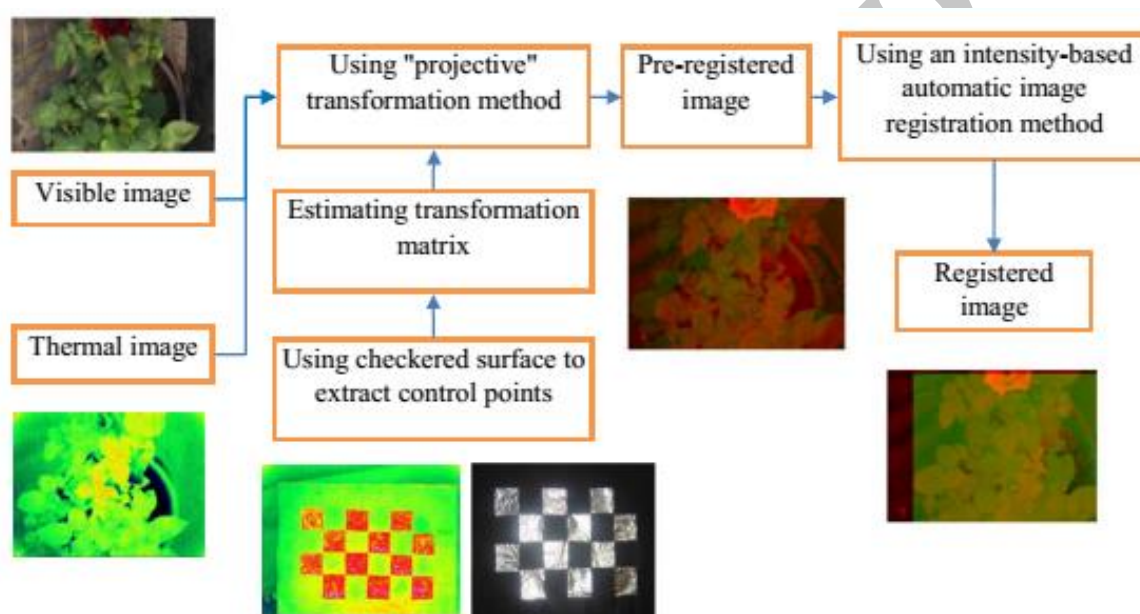 Using "projective"
transformation method
Pre-registered
image
Using an intensity-based
automatic image
registration method
Visible image
Estimating transformation
matrix
Registered
image
Thermal image
Using checkered surface to
extract control points